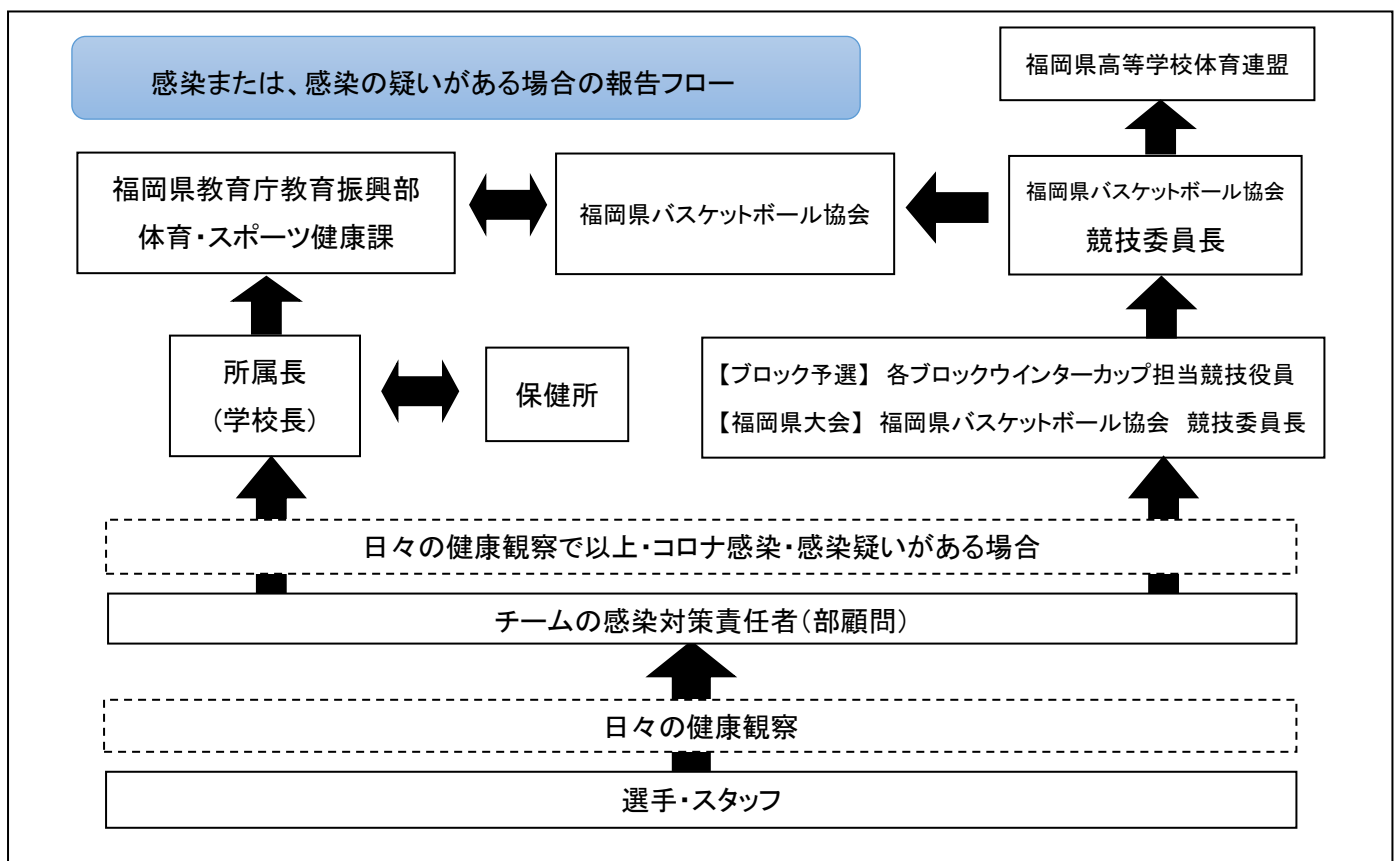 感染または、感染の疑いがある場合の報告フロー
福岡県高等学校体育連盟
福岡県教育庁教育振興部
体育・スポーツ健康課
福岡県バスケットボール協会
福岡県バスケットボール協会
競技委員長
所属長
(学校長)
保健所
【ブロック予選】 各ブロックウインターカップ担当競技役員
【福岡県大会】 福岡県バスケットボール協会 競技委員長
日々の健康観察で以上・コロナ感染・感染疑いがある場合
チームの感染対策責任者(部顧問)
日々の健康観察
選手・スタッフ